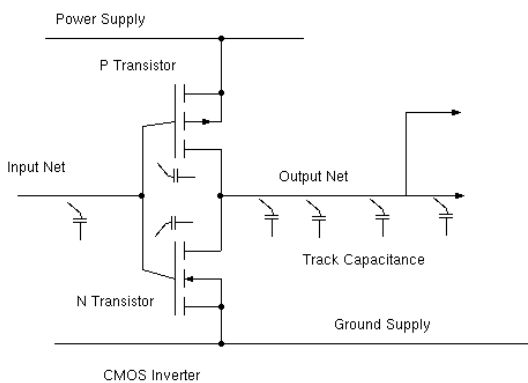 Power Supply
P Transistor
Input Net
Output Net
Track Capacitance
N Transistor
Ground Supply
CMOS Inverter